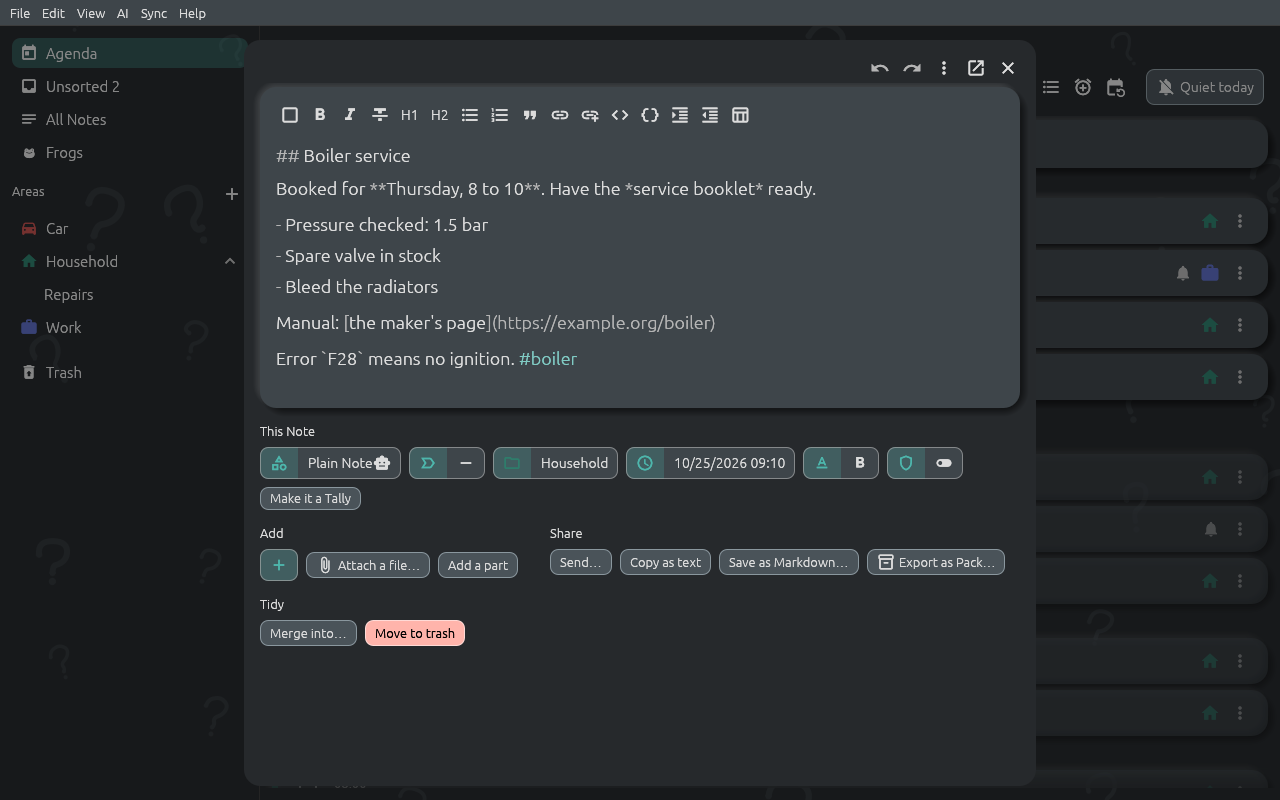 File Edit View AI Sync Help
Agenda
Unsorted 2
All Notes
Frogs
Areas
Car
Household
Repairs
Work
Trash
Quiet today
H1 H2
## Boiler service
Booked for **Thursday, 8 to 10**. Have the *service booklet* ready.
- Pressure checked: 1.5 bar
- Spare valve in stock
- Bleed the radiators
Manual: [the maker's page](https://example.org/boiler)
Error `F28` means no ignition. #boiler
This Note
Plain Note
Household
10/25/2026 09:10
A B
Make it a Tally
Add
Attach a file…
Add a part
Share
Send…
Copy as text
Save as Markdown…
Export as Pack…
Tidy
Merge into…
Move to trash